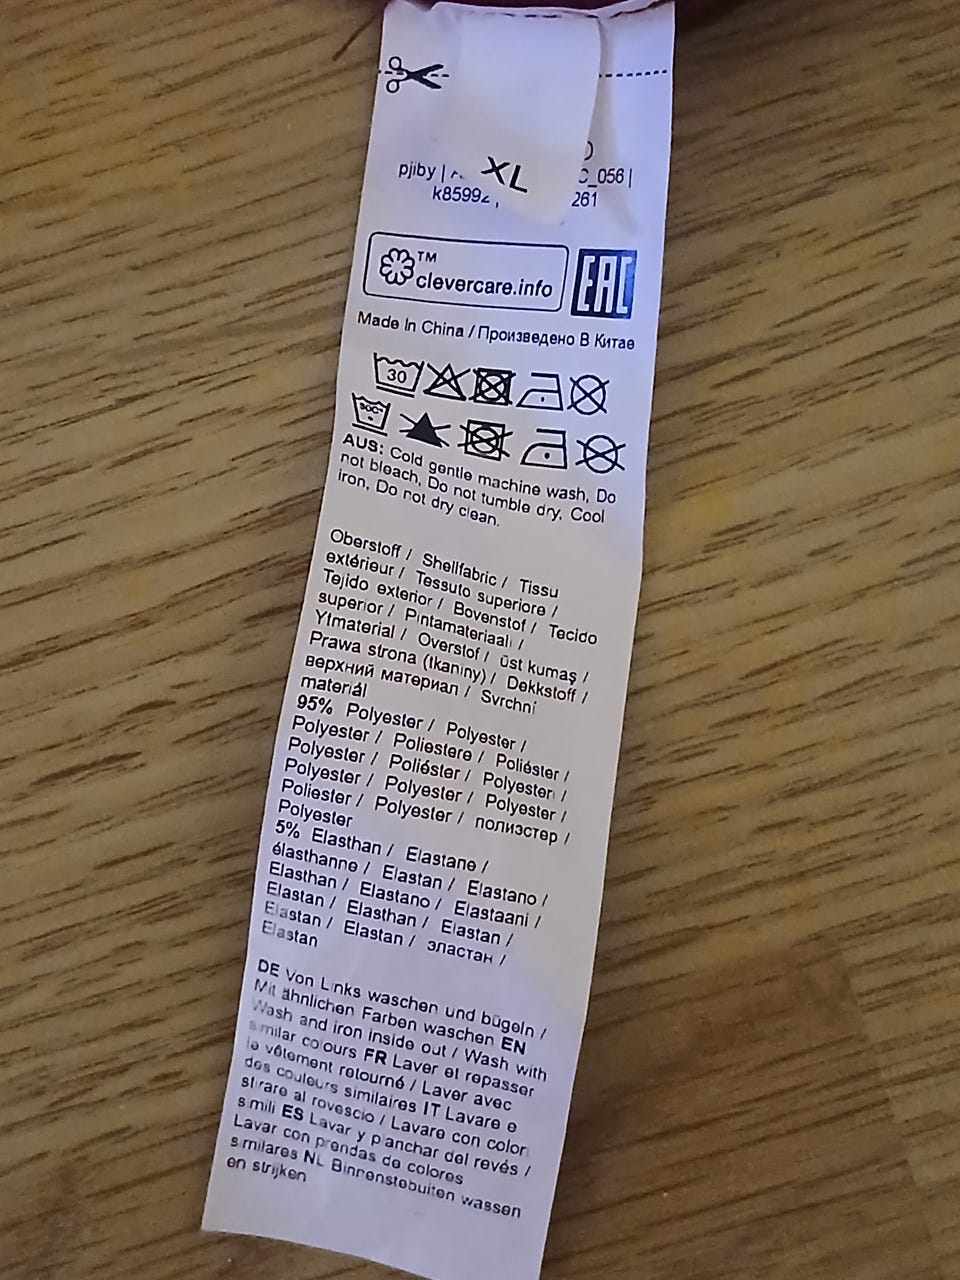 XL
pjiby | C_056 |
k8599 261
TM
clevercare.info
EAC
Made In China / Произведено В Китае
30
AUS: Cold gentle machine wash, Do
not bleach, Do not tumble dry, Cool
iron, Do not dry clean.
Oberstoff / Shellfabric / Tissu
extérieur / Tessuto superiore /
Tejido exterior / Bovenstof / Tecido
superior / Pintamateriaali /
Ytmaterial / Overstof / üst kumaş /
Prawa strona (tkaniny) / Dekkstoff /
верхний материал / Svrchní
materiál
95% Polyester / Polyester /
Polyester / Poliestere / Poliéster /
Polyester / Poliéster / Polyesteri /
Polyester / Polyester / Polyester /
Poliester / Polyester / полиэстер /
Polyester
5% Elasthan / Elastane /
élasthanne / Elastan / Elastano /
Elasthan / Elastano / Elastaani /
Elastan / Elasthan / Elastan /
Elastan / Elastan / эластан /
Elastan
DE Von Links waschen und bügeln /
Mit ähnlichen Farben waschen EN
Wash and iron inside out / Wash with
similar colours FR Laver et repasser
le vêtement retourné / Laver avec
des couleurs similaires IT Lavare e
stirare al rovescio / Lavare con colori
simili ES Lavar y planchar del revés /
Lavar con prendas de colores
similares NL Binnenstebuiten wassen
en strijken